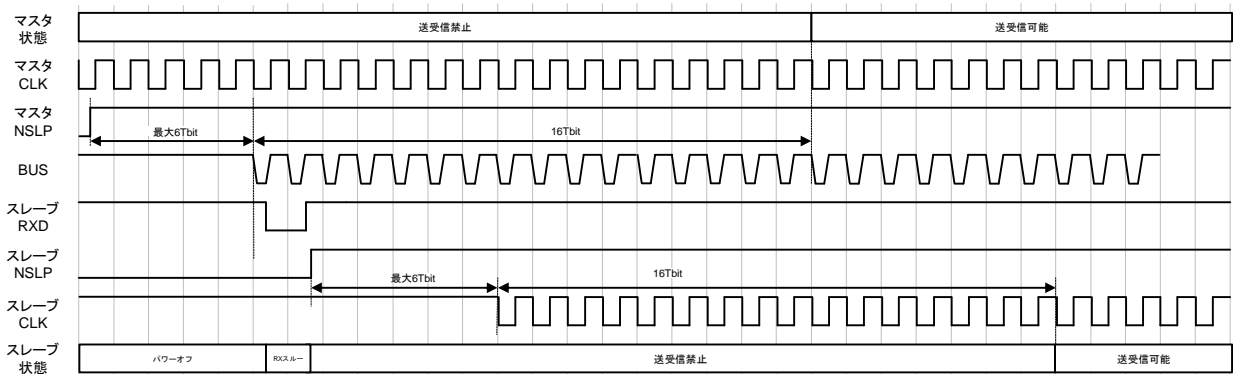 マスタ
状態
送受信禁止
送受信可能
マスタ
CLK
マスタ
NSLP
最大6Tbit
16Tbit
BUS
スレーブ
RXD
スレーブ
NSLP
最大6Tbit
16Tbit
スレーブ
CLK
スレーブ
状態
パワーオフ
RXスルー
送受信禁止
送受信可能